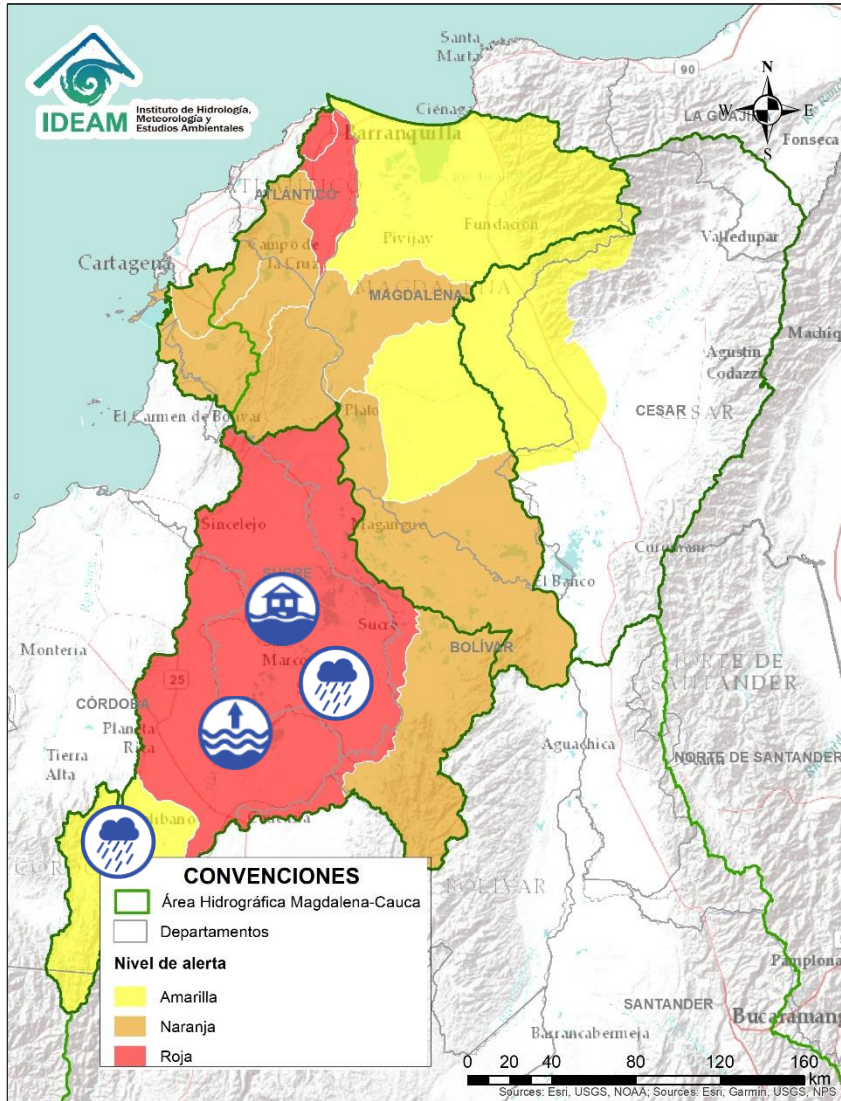 IDEAM
Instituto de Hidrología,
Meteorología y
Estudios Ambientales
Santa
Marta
90
N
W
E
S
LA GUAJIRA
Fonseca
Ciénaga
Barranquilla
ATLÁNTICO
Valledupar
Fundación
Pivijay
Campo de
la Cruz
Cartagena
MAGDALENA
Agustín
Codazzi
CESAR
CESAR
El Carmen de Bolívar
Plato
Sincelejo
Magangue
SUCRE
El Banco
Sucre
BOLÍVAR
Montería
25
CÓRDOBA
Planeta
Rica
NORTE DE
SANTANDER
Aguachica
NORTE DE SANTANDER
Tierra
Alta
BOLÍVAR
CONVENCIONES
Área Hidrográfica Magdalena-Cauca
Departamentos
Nivel de alerta
Amarilla
Naranja
Roja
Pamplona
SANTANDER
Barrancabermeja
0 20 40 80 120 160
km
Sources: Esri, USGS, NOAA; Sources: Esri, Garmin, USGS, NPS